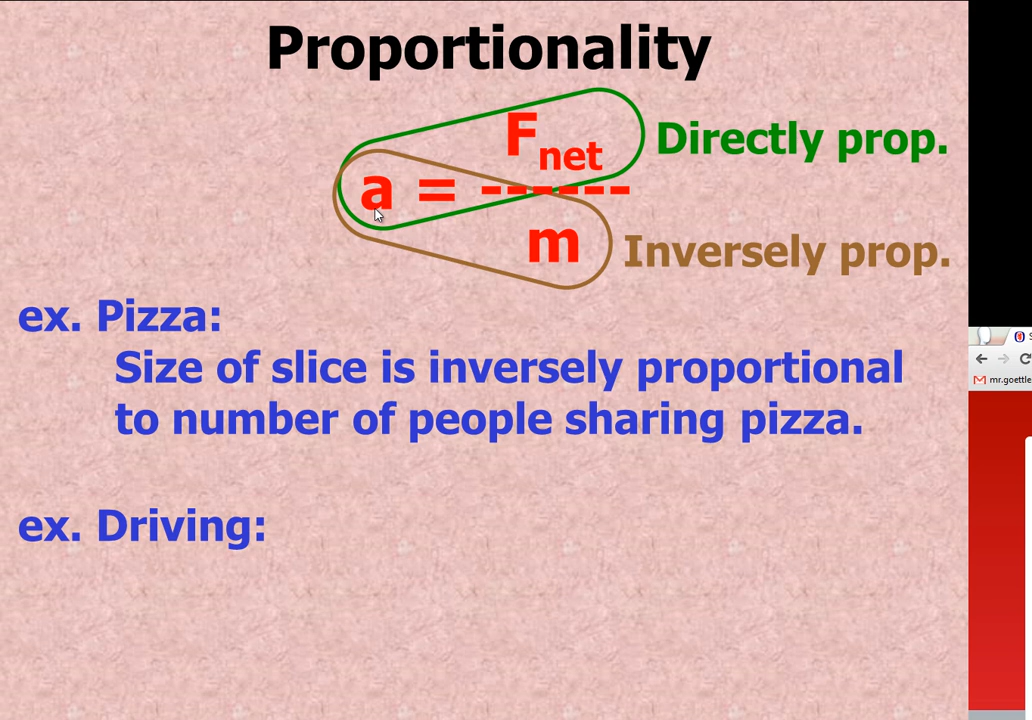 Proportionality
Fnet
Directly prop.
a = ------
m
Inversely prop.
ex. Pizza:
Size of slice is inversely proportional
to number of people sharing pizza.
mr.goettle
ex. Driving: